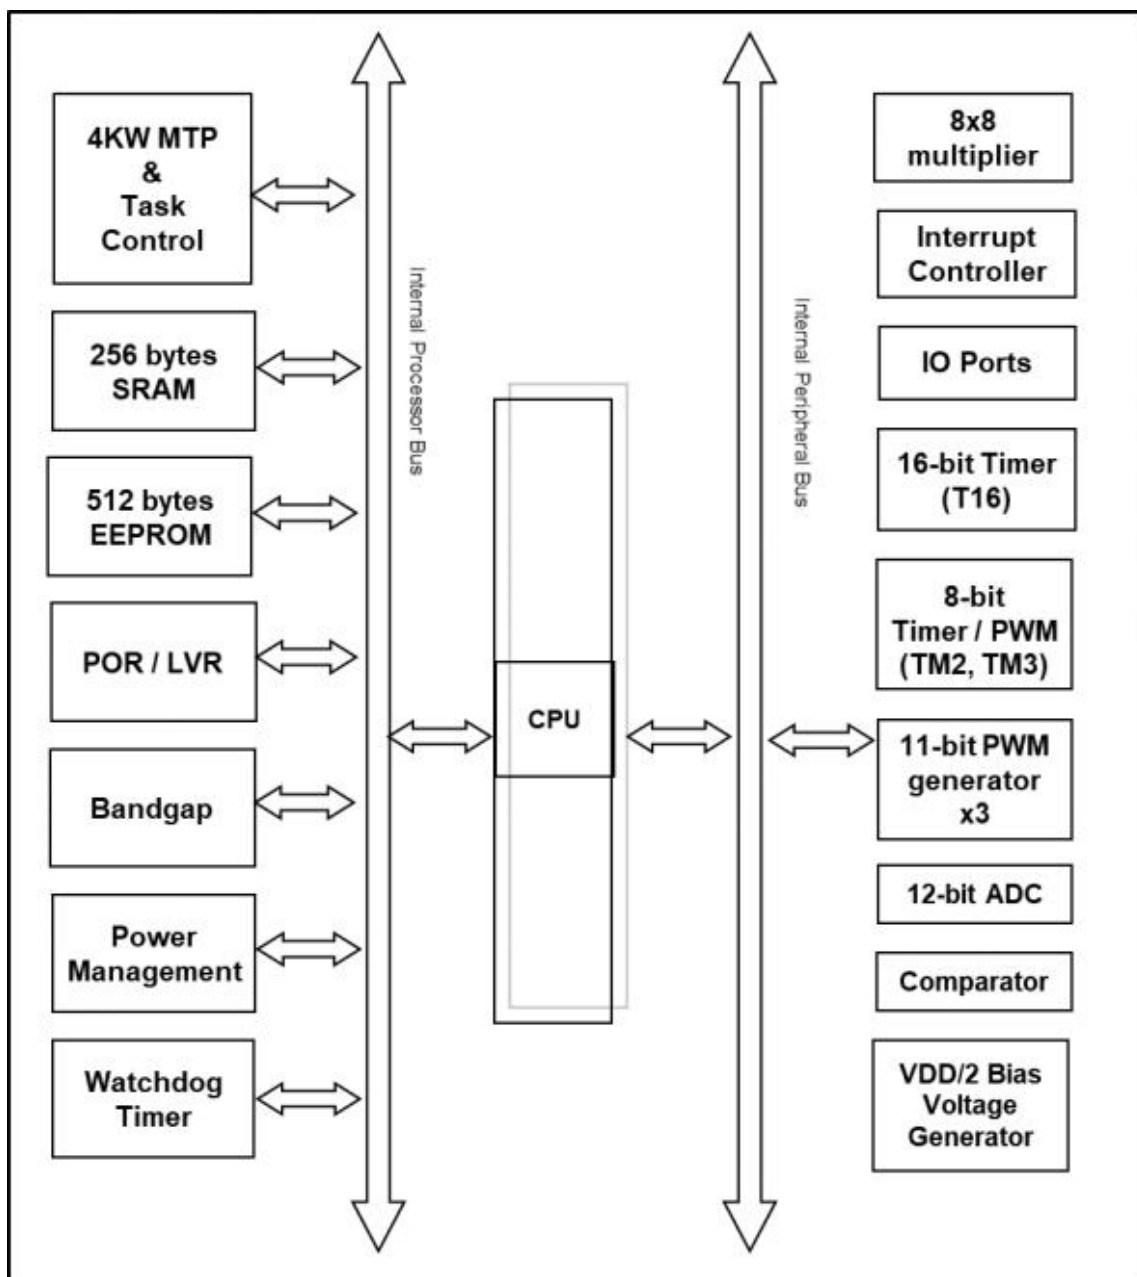 4KW MTP
&
Task
Control
256 bytes
SRAM
512 bytes
EEPROM
POR / LVR
Bandgap
Power
Management
Watchdog
Timer
Internal Processor Bus
CPU
Internal Peripheral Bus
8x8
multiplier
Interrupt
Controller
IO Ports
16-bit Timer
(T16)
8-bit
Timer / PWM
(TM2, TM3)
11-bit PWM
generator
x3
12-bit ADC
Comparator
VDD/2 Bias
Voltage
Generator